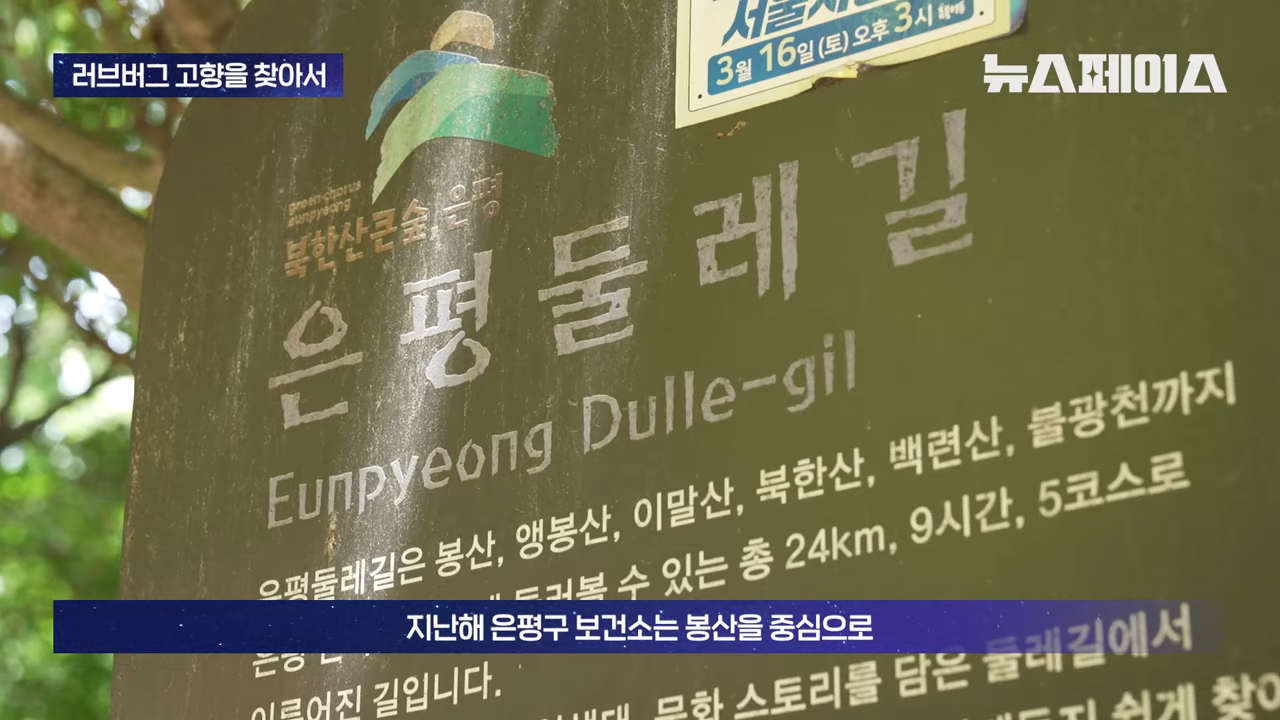 러브버그 고향을 찾아서
뉴스페이스
3월 16일 (토) 오후 3시
green chorus
eunpyeong
북한산큰숲 은평
은평둘레길
Eunpyeong Dulle-gil
은평둘레길은 봉산, 앵봉산, 이말산, 북한산, 백련산, 불광천까지
둘러볼 수 있는 총 24km, 9시간, 5코스로
이루어진 길입니다.
지난해 은평구 보건소는 봉산을 중심으로
문화 스토리를 담은 둘레길에서
쉽게 찾아